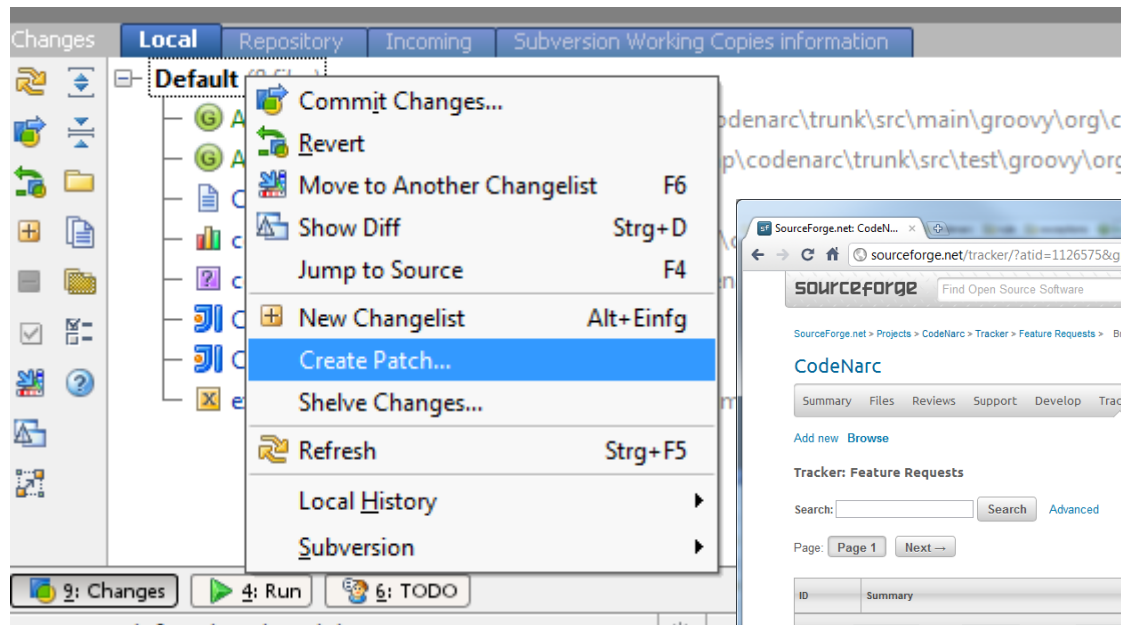 Changes Local Repository Incoming Subversion Working Copies information
Default
Commit Changes...
Revert
Move to Another Changelist F6
Show Diff Strg+D
Jump to Source F4
New Changelist Alt+Einfg
Create Patch...
Shelve Changes...
Refresh Strg+F5
Local History
Subversion
odenarc\trunk\src\main\groovy\org\c
p\codenarc\trunk\src\test\groovy\org
9: Changes 4: Run 6: TODO
SourceForge.net: CodeN...
sourceforge.net/tracker/?atid=1126575&g
sourceforge Find Open Source Software
SourceForge.net > Projects > CodeNarc > Tracker > Feature Requests > B
CodeNarc
Summary Files Reviews Support Develop Trac
Add new Browse
Tracker: Feature Requests
Search: Search Advanced
Page: Page 1 Next →
ID Summary